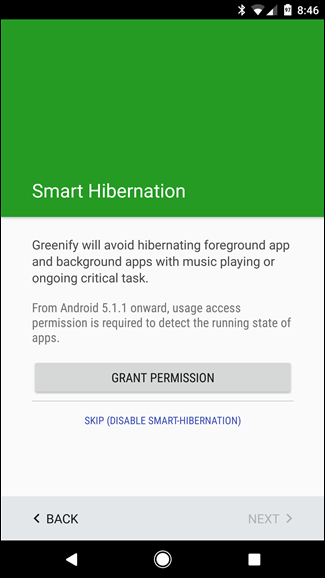 97 8:46
Smart Hibernation
Greenify will avoid hibernating foreground app
and background apps with music playing or
ongoing critical task.
From Android 5.1.1 onward, usage access
permission is required to detect the running state of
apps.
GRANT PERMISSION
SKIP (DISABLE SMART-HIBERNATION)
BACK NEXT